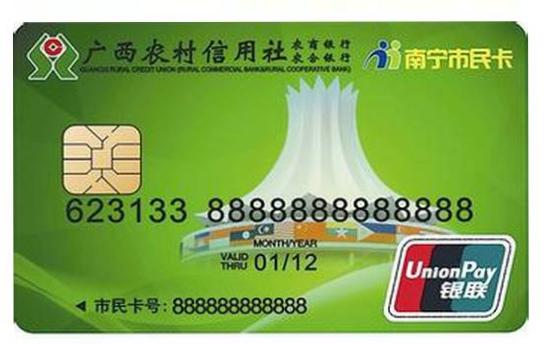 广西农村信用社 农商银行 农合银行
GUANGXI RURAL CREDIT UNION (RURAL COMMERCIAL BANK&RURAL COOPERATIVE BANK)
南宁市民卡
623133 8888888888888
MONTH/YEAR
VALID THRU 01/12
市民卡号: 888888888888
UnionPay
银联